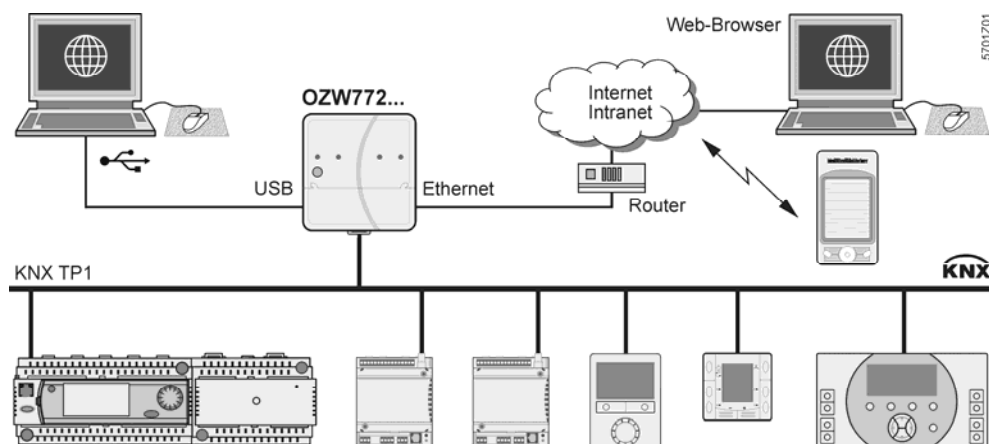 Web-Browser
5701Z01
OZW772...
Internet
Intranet
USB
Ethernet
Router
KNX TP1
KNX